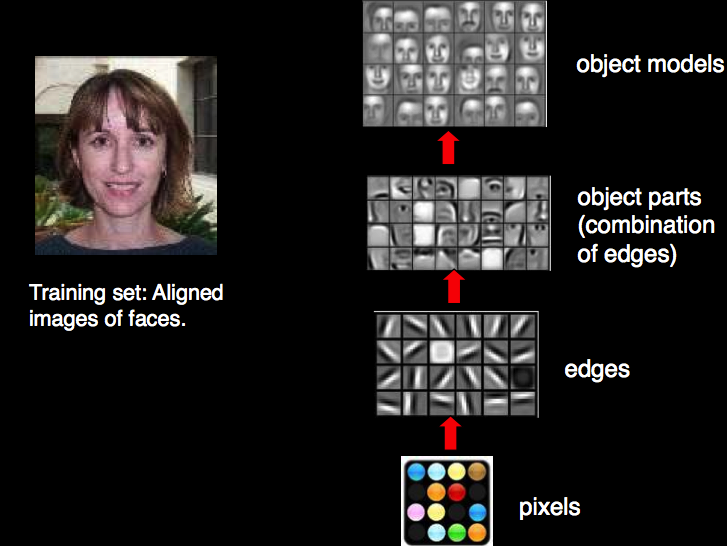 object models
object parts
(combination
of edges)
Training set: Aligned
images of faces.
edges
pixels